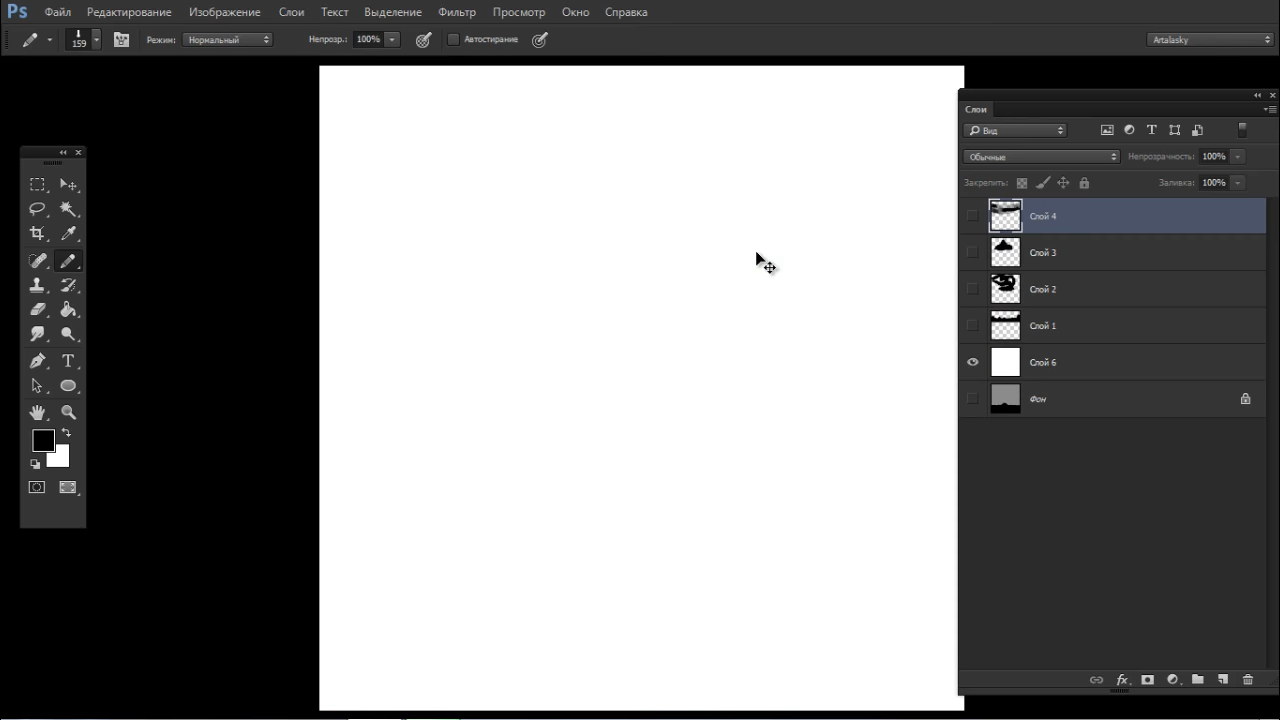 Ps Файл Редактирование Изображение Слои Текст Выделение Фильтр Просмотр Окно Справка
159 Режим: Нормальный Непрозр.: 100% Автостирание Artalasky
Слои
Вид
Обычные Непрозрачность: 100%
Закрепить: Заливка: 100%
Слой 4
Слой 3
Слой 2
Слой 1
Слой 6
Фон
fx